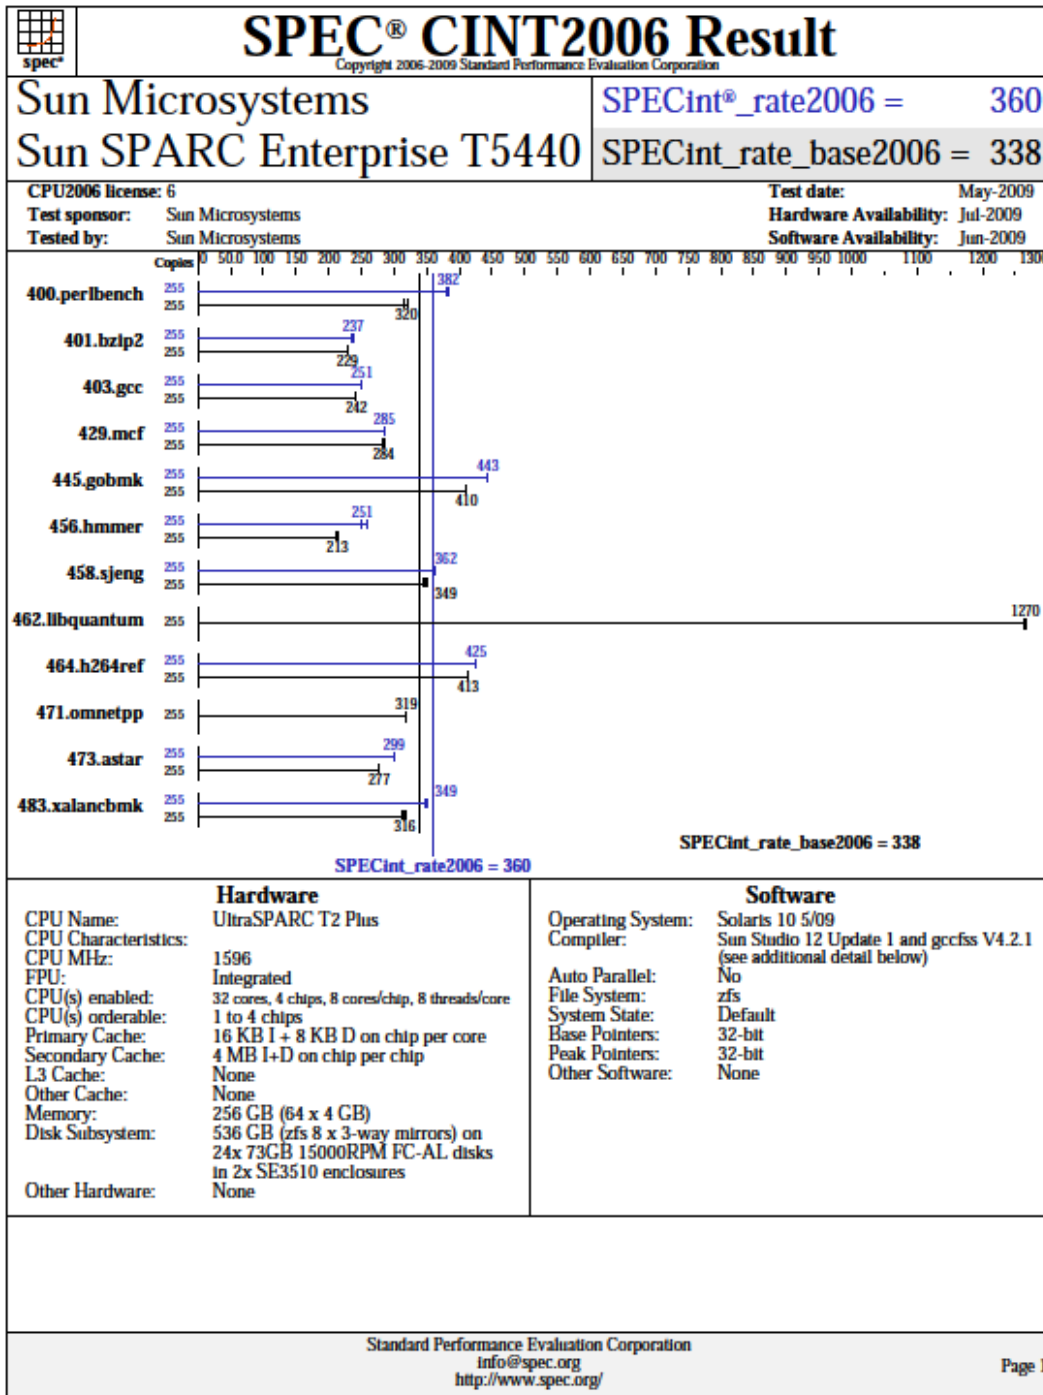 spec®
SPEC® CINT2006 Result
Copyright 2006-2009 Standard Performance Evaluation Corporation
Sun Microsystems
Sun SPARC Enterprise T5440
SPECint®_rate2006 = 360
SPECint_rate_base2006 = 338
CPU2006 license: 6
Test date: May-2009
Test sponsor: Sun Microsystems
Hardware Availability: Jul-2009
Tested by: Sun Microsystems
Software Availability: Jun-2009
Copies 0 50.0 100 150 200 250 300 350 400 450 500 550 600 650 700 750 800 850 900 950 1000 1100 1200 1300
400.perlbench 255 382
255 320
401.bzip2 255 237
255 229
403.gcc 255 251
255 242
429.mcf 255 285
255 284
445.gobmk 255 443
255 410
456.hmmer 255 251
255 213
458.sjeng 255 362
255 349
462.libquantum 255 1270
464.h264ref 255 425
255 413
471.omnetpp 255 319
473.astar 255 299
255 277
483.xalancbmk 255 349
255 316
SPECint_rate_base2006 = 338
SPECint_rate2006 = 360
Hardware
CPU Name: UltraSPARC T2 Plus
CPU Characteristics:
CPU MHz: 1596
FPU: Integrated
CPU(s) enabled: 32 cores, 4 chips, 8 cores/chip, 8 threads/core
CPU(s) orderable: 1 to 4 chips
Primary Cache: 16 KB I + 8 KB D on chip per core
Secondary Cache: 4 MB I+D on chip per chip
L3 Cache: None
Other Cache: None
Memory: 256 GB (64 x 4 GB)
Disk Subsystem: 536 GB (zfs 8 x 3-way mirrors) on
24x 73GB 15000RPM FC-AL disks
in 2x SE3510 enclosures
Other Hardware: None
Software
Operating System: Solaris 10 5/09
Compiler: Sun Studio 12 Update 1 and gccfss V4.2.1
(see additional detail below)
Auto Parallel: No
File System: zfs
System State: Default
Base Pointers: 32-bit
Peak Pointers: 32-bit
Other Software: None
Standard Performance Evaluation Corporation
info@spec.org
http://www.spec.org/
Page 1